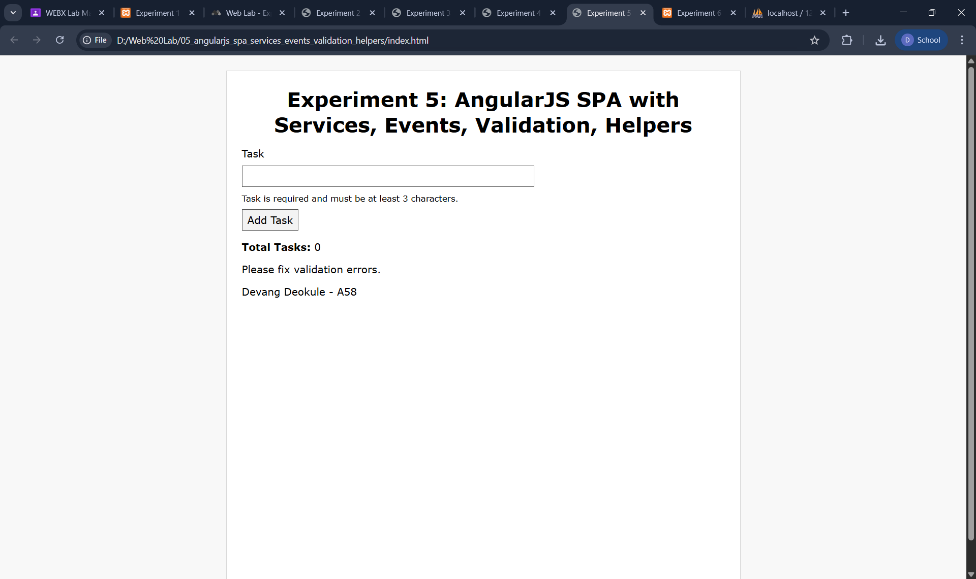 WEBX Lab M
Experiment 1
Web Lab - Ex
Experiment 2
Experiment 3
Experiment 4
Experiment 5
Experiment 6
localhost / 1
File
D:/Web%20Lab/05_angularjs_spa_services_events_validation_helpers/index.html
D
School
Experiment 5: AngularJS SPA with
Services, Events, Validation, Helpers
Task
Task is required and must be at least 3 characters.
Add Task
Total Tasks: 0
Please fix validation errors.
Devang Deokule - A58